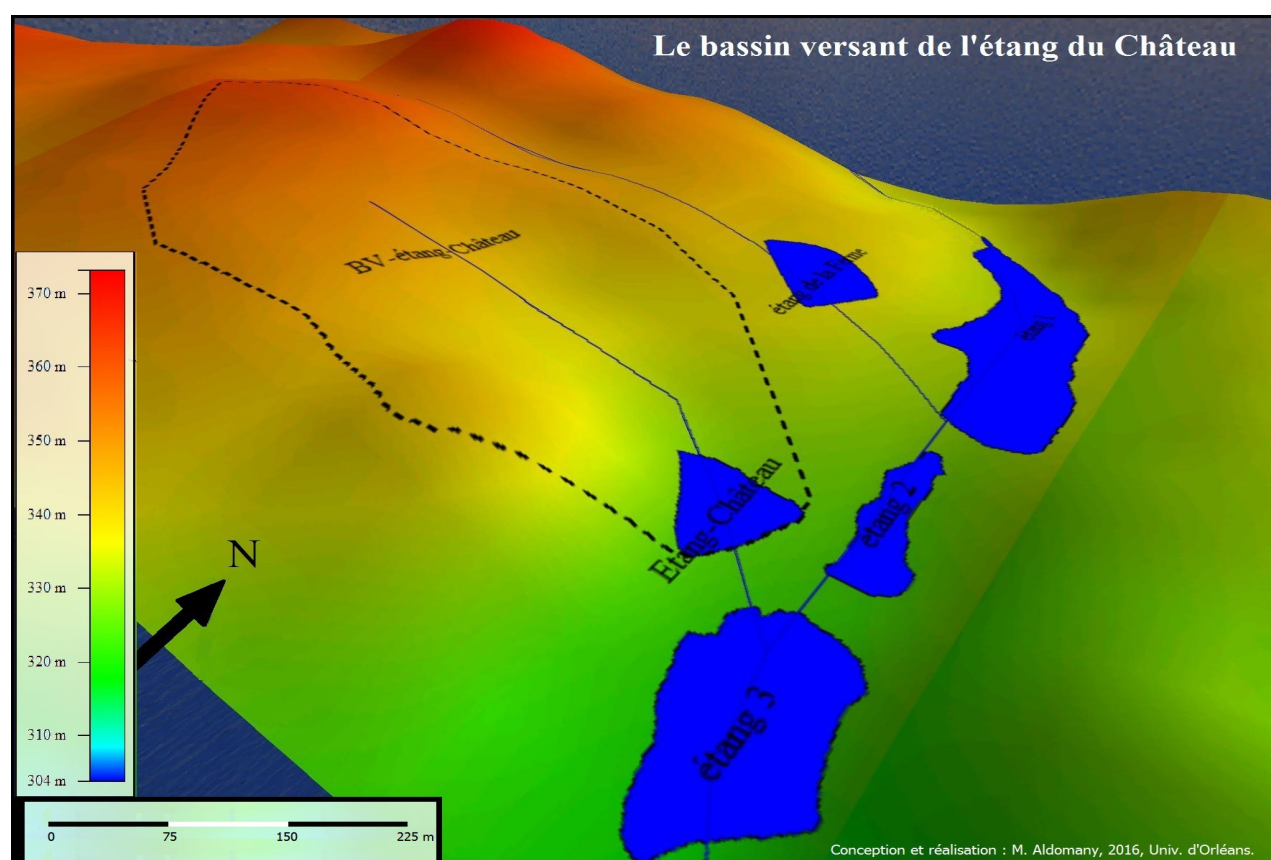 Le bassin versant de l'étang du Château
BV-étang-Château
étang de la Ferme
étang 1
Etang-Château
étang 2
étang 3
N
370 m
360 m
350 m
340 m
330 m
320 m
310 m
304 m
0 75 150 225 m
Conception et réalisation : M. Aldomany, 2016, Univ. d'Orléans.